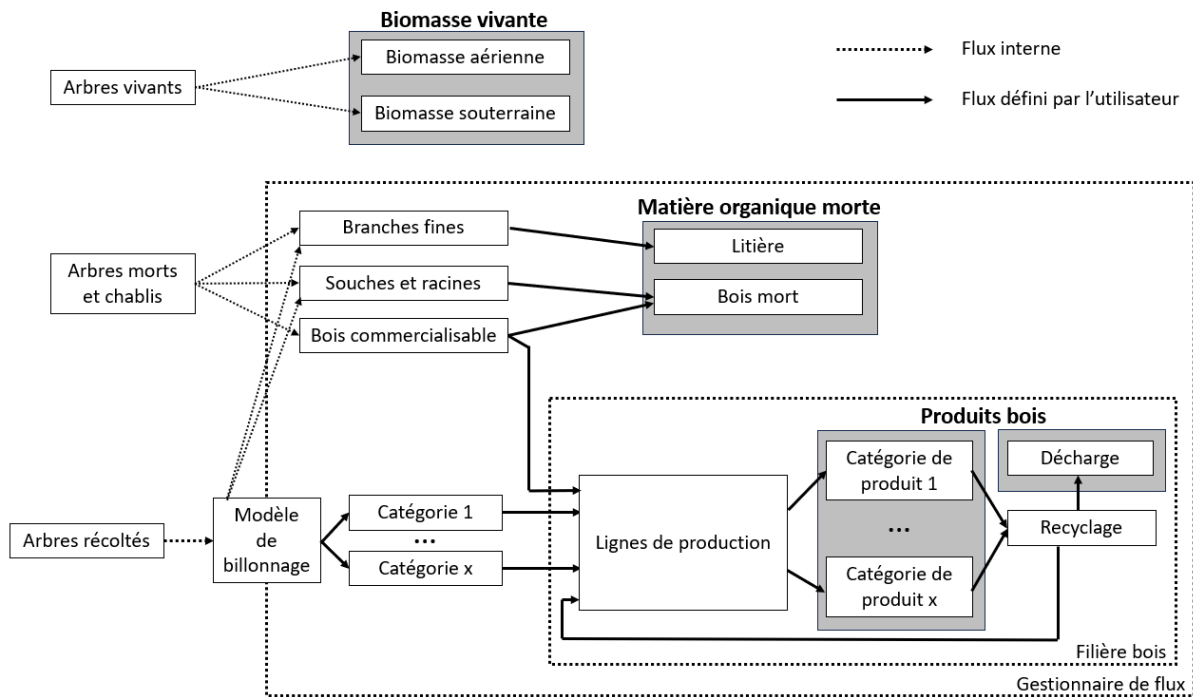 Biomasse vivante
Arbres vivants
Biomasse aérienne
Biomasse souterraine
Flux interne
Flux défini par l'utilisateur
Arbres morts
et chablis
Branches fines
Souches et racines
Bois commercialisable
Matière organique morte
Litière
Bois mort
Arbres récoltés
Modèle
de
billonnage
Catégorie 1
...
Catégorie x
Lignes de production
Produits bois
Catégorie de
produit 1
...
Catégorie de
produit x
Décharge
Recyclage
Filière bois
Gestionnaire de flux